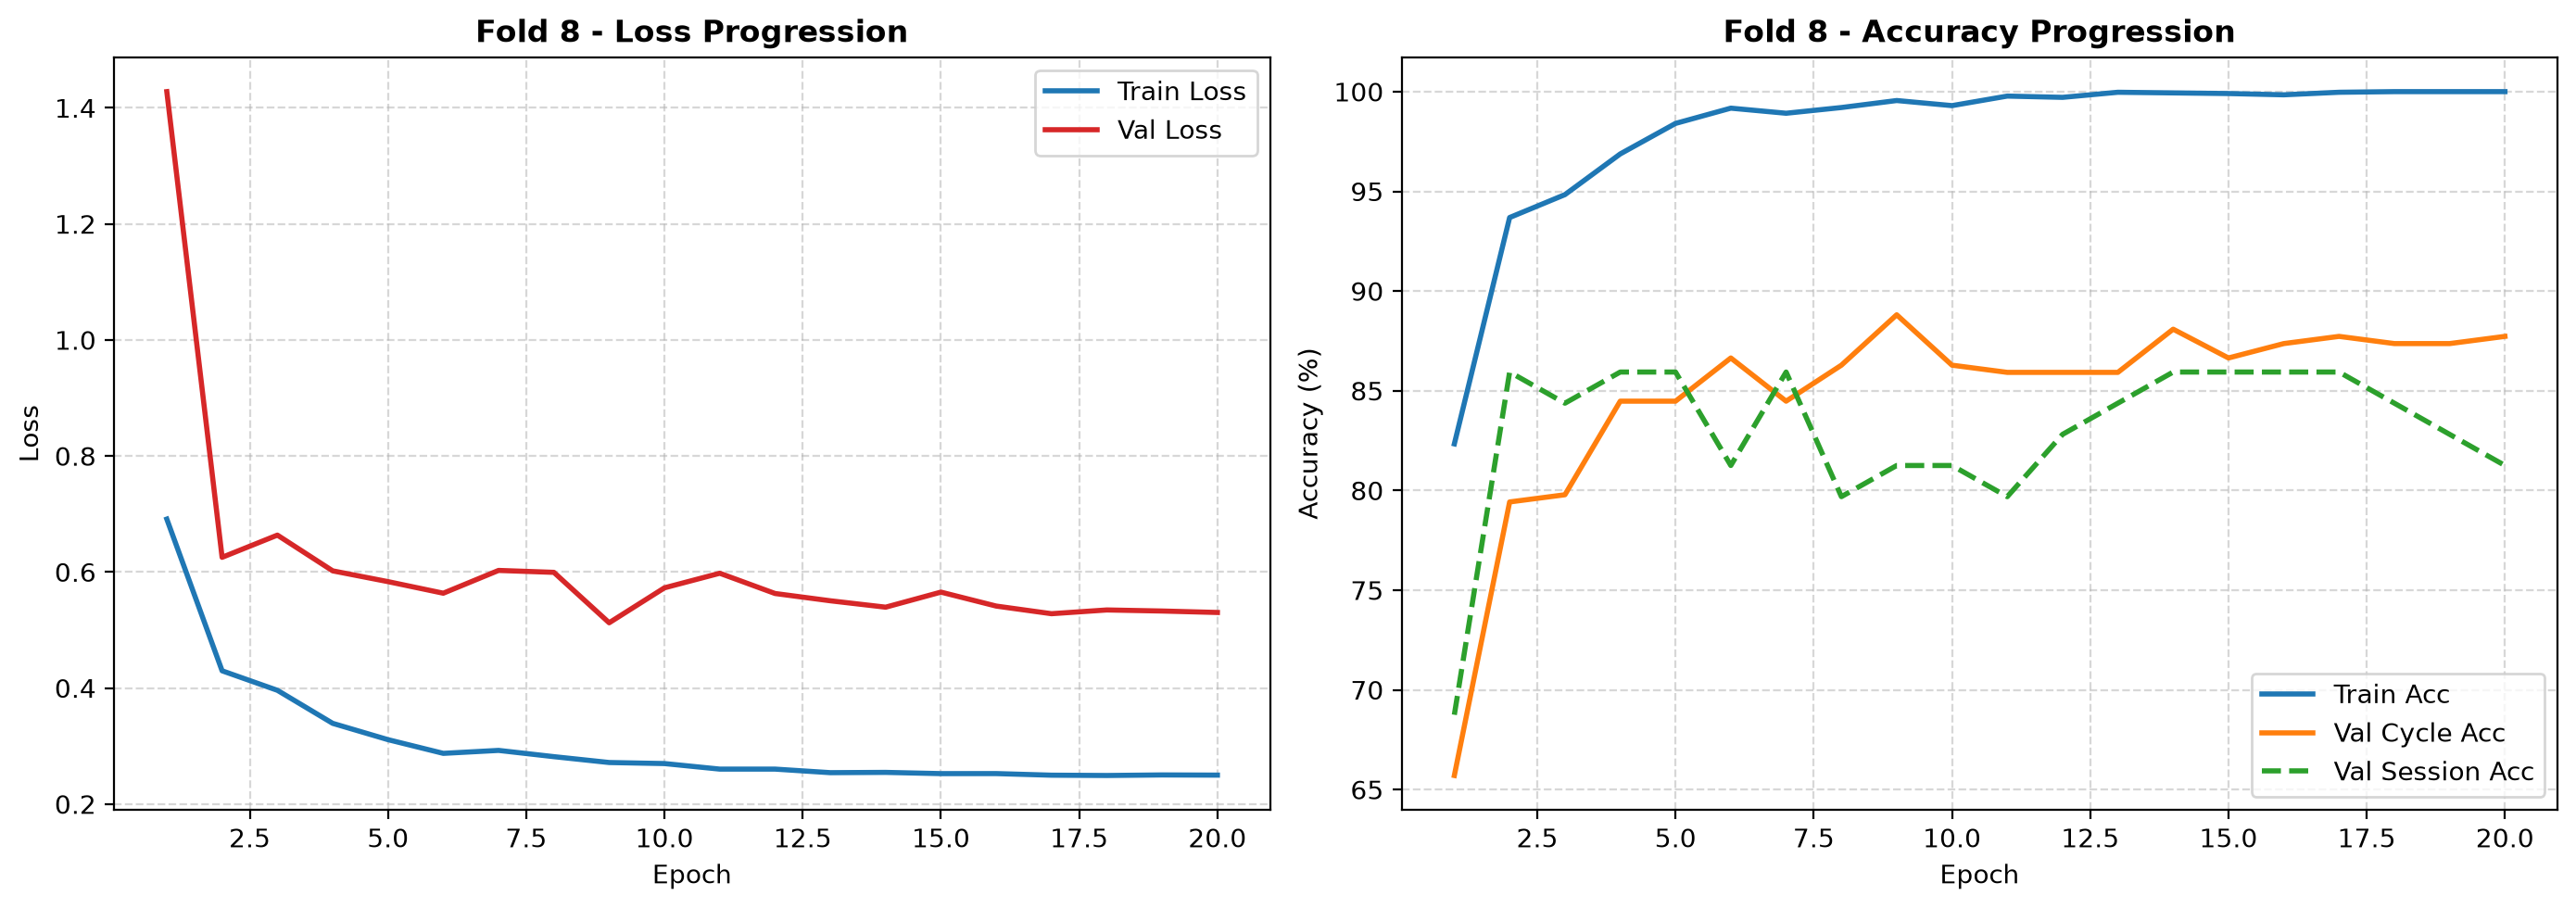 Fold 8 - Loss Progression
Train Loss
Val Loss
1.4
1.2
1.0
0.8
0.6
0.4
0.2
Loss
2.5 5.0 7.5 10.0 12.5 15.0 17.5 20.0
Epoch
Fold 8 - Accuracy Progression
100
95
90
85
80
75
70
65
Accuracy (%)
Train Acc
Val Cycle Acc
Val Session Acc
2.5 5.0 7.5 10.0 12.5 15.0 17.5 20.0
Epoch